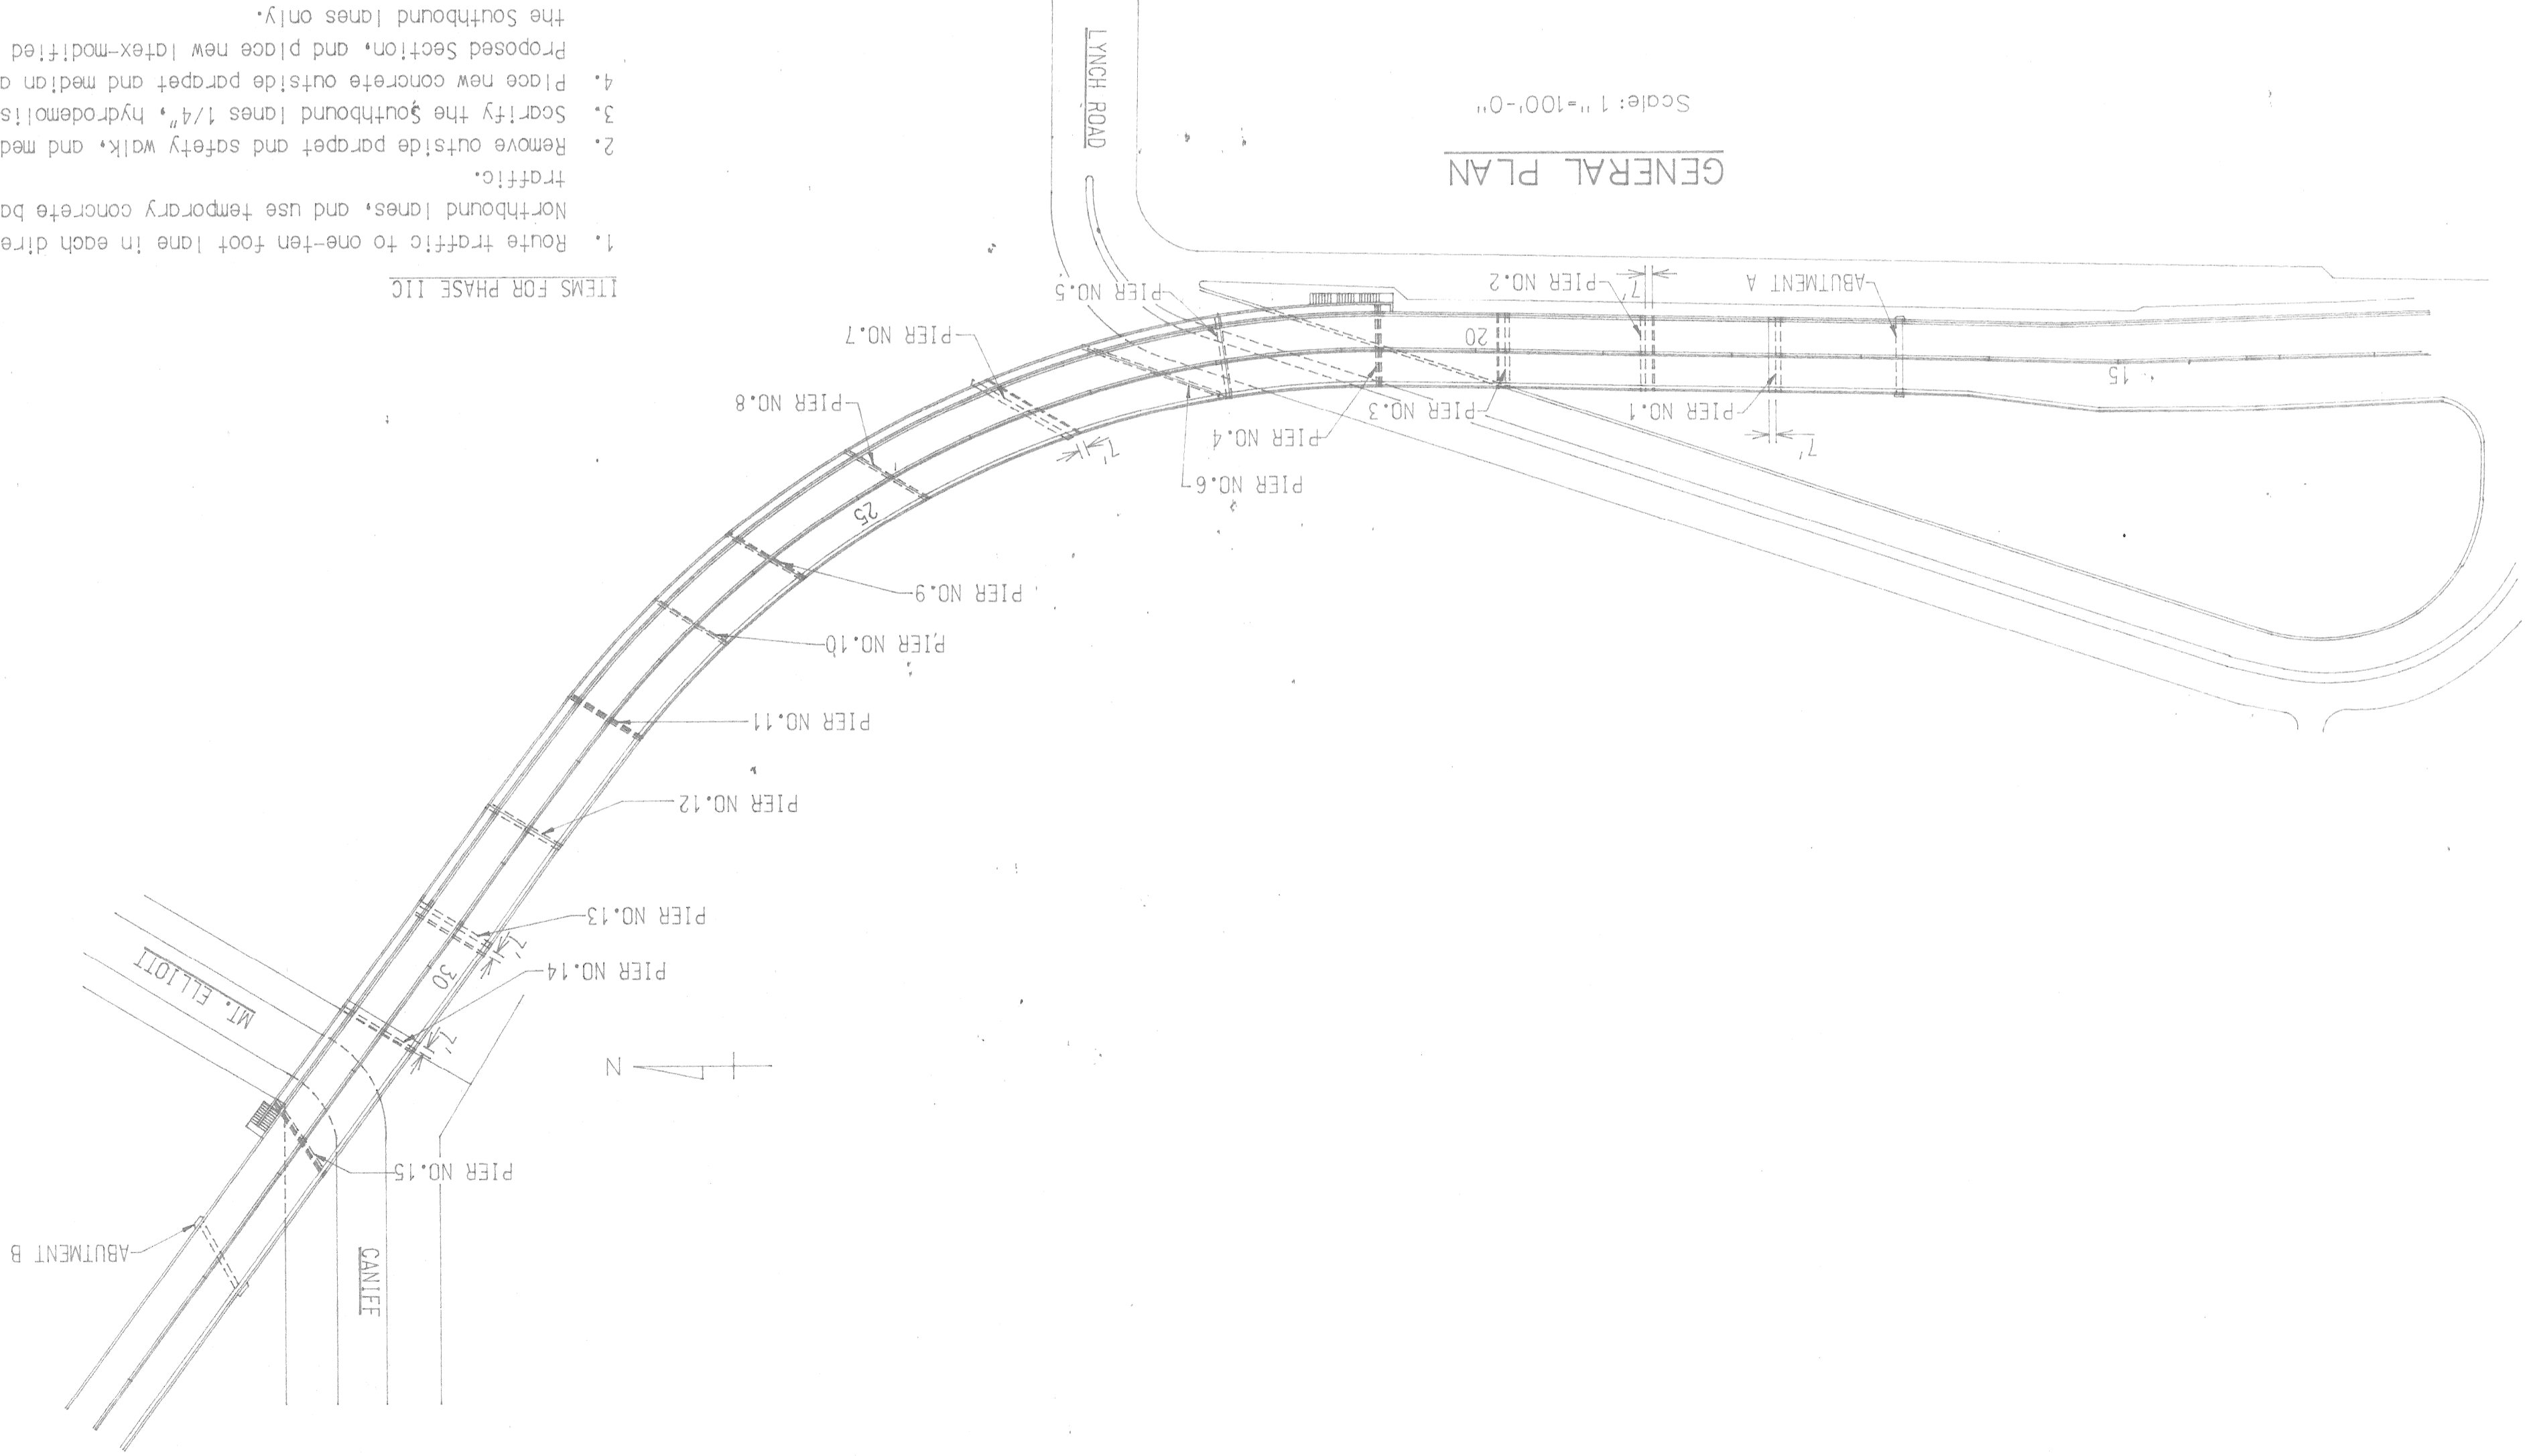 ABUTMENT B
CANIFF
PIER NO.15
N
MT. ELLIOTT
7'
PIER NO.14
30
7'
PIER NO.13
PIER NO.12
PIER NO.11
PIER NO.10
PIER NO.9
25
PIER NO.8
PIER NO.7
7'
PIER NO.6
PIER NO.5
PIER NO.4
PIER NO.3
20
PIER NO.2
7'
PIER NO.1
7'
ABUTMENT A
15
LYNCH ROAD
GENERAL PLAN
Scale: 1"=100'-0"
ITEMS FOR PHASE IIC
1. Route traffic to one-ten foot lane in each dire
Northbound lanes, and use temporary concrete ba
traffic.
2. Remove outside parapet and safety walk, and med
3. Scarify the Southbound lanes 1/4", hydrodemolis
4. Place new concrete outside parapet and median a
Proposed Section, and place new latex-modified
the Southbound lanes only.